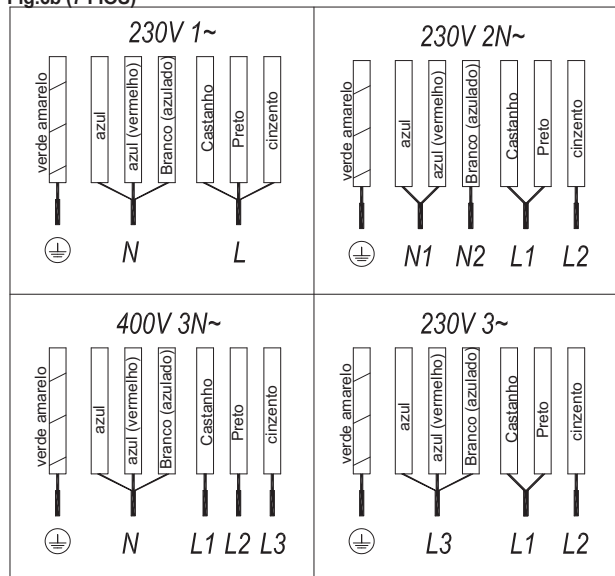 Fig.6b (7 FIOS)
230V 1~
verde amarelo
azul
azul (vermelho)
Branco (azulado)
Castanho
Preto
cinzento
N
L
230V 2N~
verde amarelo
azul
azul (vermelho)
Branco (azulado)
Castanho
Preto
cinzento
N1 N2 L1 L2
400V 3N~
verde amarelo
azul
azul (vermelho)
Branco (azulado)
Castanho
Preto
cinzento
N L1 L2 L3
230V 3~
verde amarelo
azul
azul (vermelho)
Branco (azulado)
Castanho
Preto
cinzento
L3 L1 L2